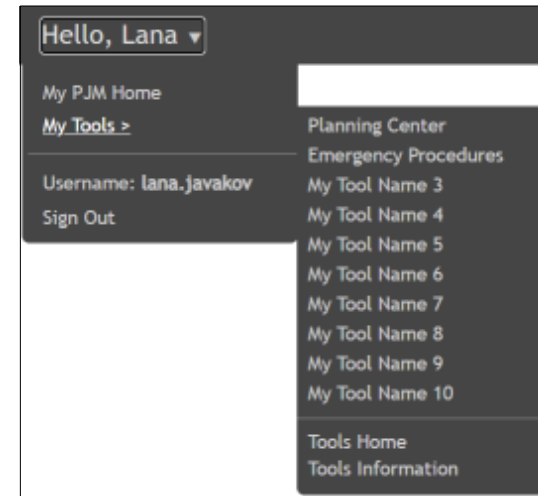 Hello, Lana ▾
My PJM Home
My Tools >
Username: lana.javakov
Sign Out
Planning Center
Emergency Procedures
My Tool Name 3
My Tool Name 4
My Tool Name 5
My Tool Name 6
My Tool Name 7
My Tool Name 8
My Tool Name 9
My Tool Name 10
Tools Home
Tools Information